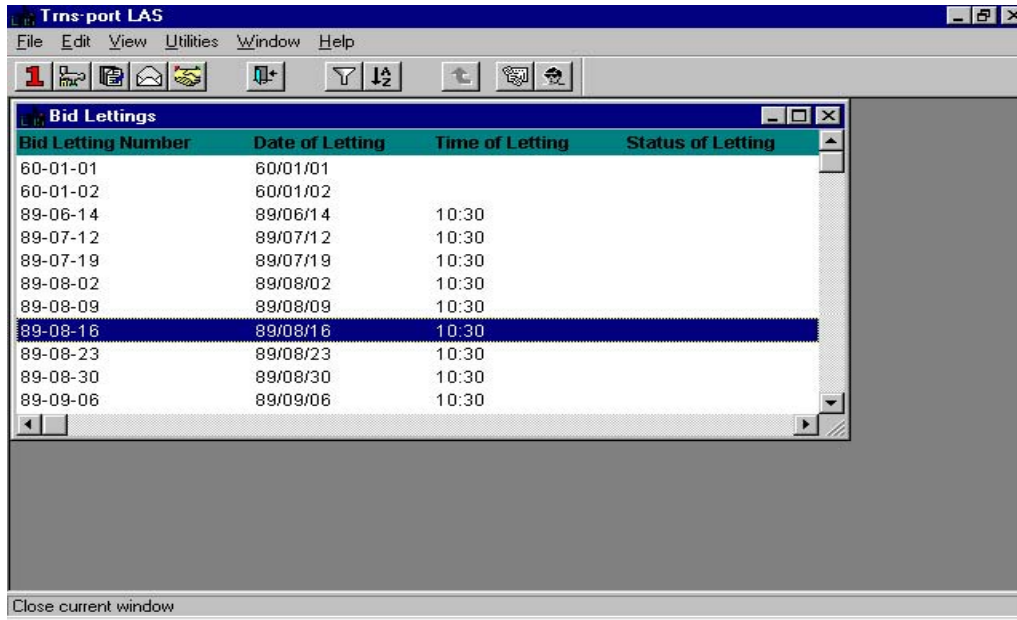 Trns·port LAS
File Edit View Utilities Window Help
Bid Lettings
Bid Letting Number Date of Letting Time of Letting Status of Letting
60-01-01 60/01/01
60-01-02 60/01/02
89-06-14 89/06/14 10:30
89-07-12 89/07/12 10:30
89-07-19 89/07/19 10:30
89-08-02 89/08/02 10:30
89-08-09 89/08/09 10:30
89-08-16 89/08/16 10:30
89-08-23 89/08/23 10:30
89-08-30 89/08/30 10:30
89-09-06 89/09/06 10:30
Close current window